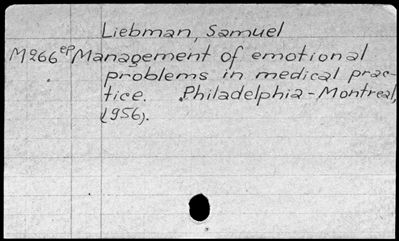 Liebman, Samuel
M266ep Management of emotional
problems in medical prac-
tice. Philadelphia-Montreal,
(1956).